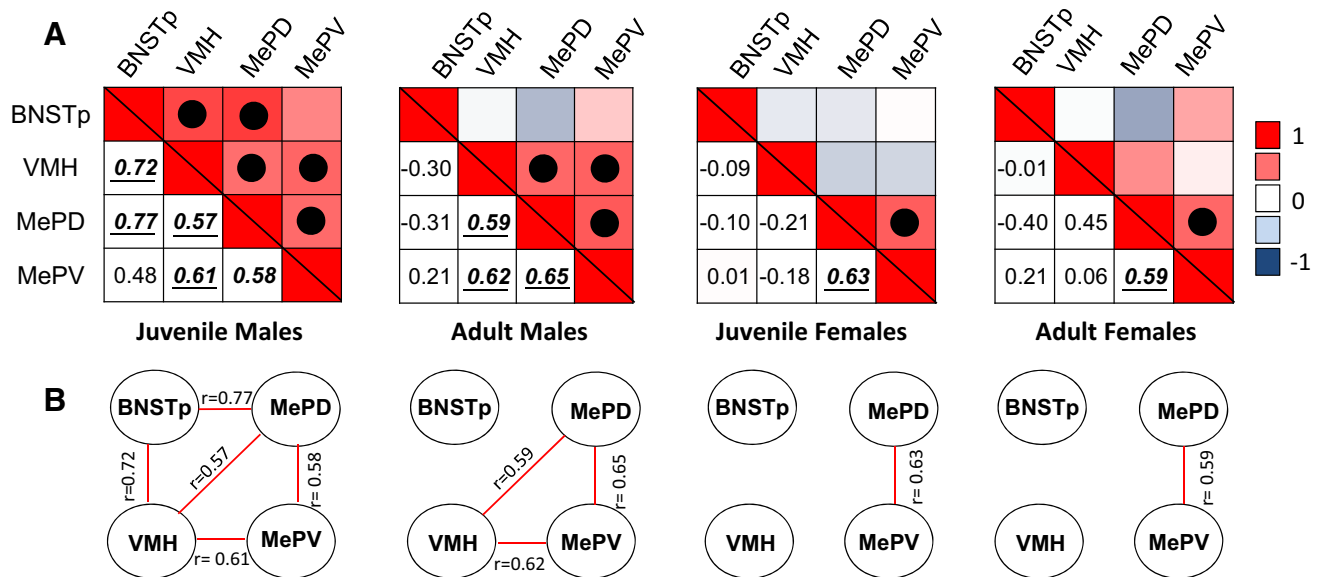 A
BNSTp VMH MePD MePV BNSTp VMH MePD MePV BNSTp VMH MePD MePV BNSTp VMH MePD MePV
BNSTp
VMH 0.72 -0.30 -0.09 -0.01
MePD 0.77 0.57 -0.31 0.59 -0.10 -0.21 -0.40 0.45
MePV 0.48 0.61 0.58 0.21 0.62 0.65 0.01 -0.18 0.63 0.21 0.06 0.59
1
0
-1
Juvenile Males Adult Males Juvenile Females Adult Females
B
BNSTp r=0.77 MePD BNSTp MePD BNSTp MePD BNSTp MePD
r=0.72 r=0.57 r= 0.58 r=0.59 r= 0.65 r= 0.63 r= 0.59
VMH MePV VMH MePV VMH MePV VMH MePV
r= 0.61 r=0.62